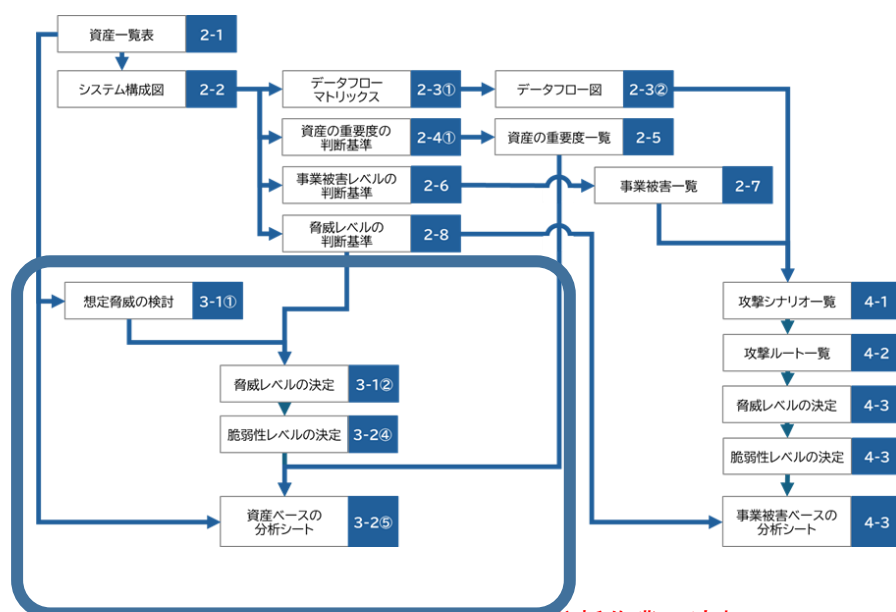 資産一覧表 2-1
システム構成図 2-2
データフロー
マトリックス 2-3①
データフロー図 2-3②
資産の重要度の
判断基準 2-4①
資産の重要度一覧 2-5
事業被害レベルの
判断基準 2-6
事業被害一覧 2-7
脅威レベルの
判断基準 2-8
想定脅威の検討 3-1①
攻撃シナリオ一覧 4-1
攻撃ルート一覧 4-2
脅威レベルの決定 3-1②
脅威レベルの決定 4-3
脆弱性レベルの決定 3-2④
脆弱性レベルの決定 4-3
資産ベースの
分析シート 3-2⑤
事業被害ベースの
分析シート 4-3